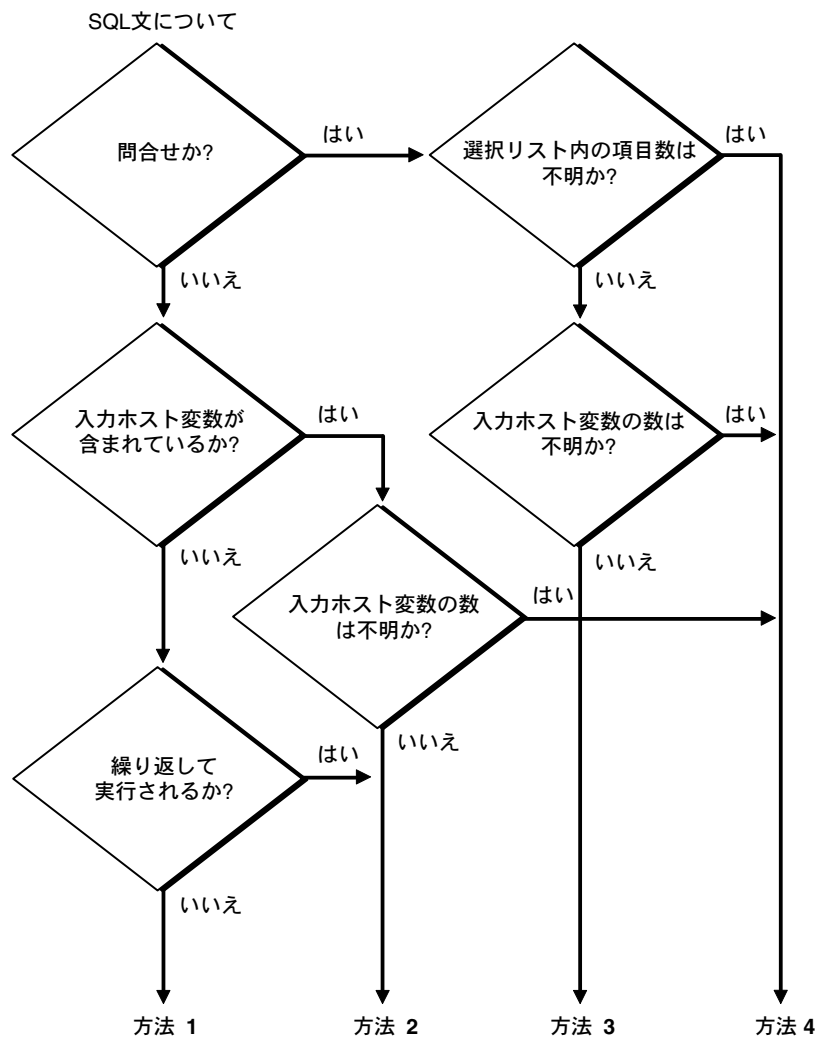 SQL文について
問合せか?
はい
選択リスト内の項目数は
不明か?
はい
いいえ
いいえ
入力ホスト変数が
含まれているか?
はい
入力ホスト変数の数は
不明か?
はい
いいえ
いいえ
入力ホスト変数の数
は不明か?
はい
いいえ
繰り返して
実行されるか?
はい
いいえ
方法 1
方法 2
方法 3
方法 4